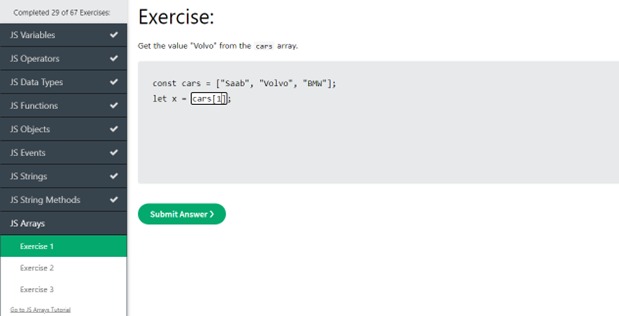 Completed 29 of 67 Exercises:
JS Variables
JS Operators
JS Data Types
JS Functions
JS Objects
JS Events
JS Strings
JS String Methods
JS Arrays
Exercise 1
Exercise 2
Exercise 3
Go to JS Arrays Tutorial
Exercise:
Get the value "Volvo" from the cars array.
const cars = ["Saab", "Volvo", "BMW"];
let x = cars[1];
Submit Answer ❯